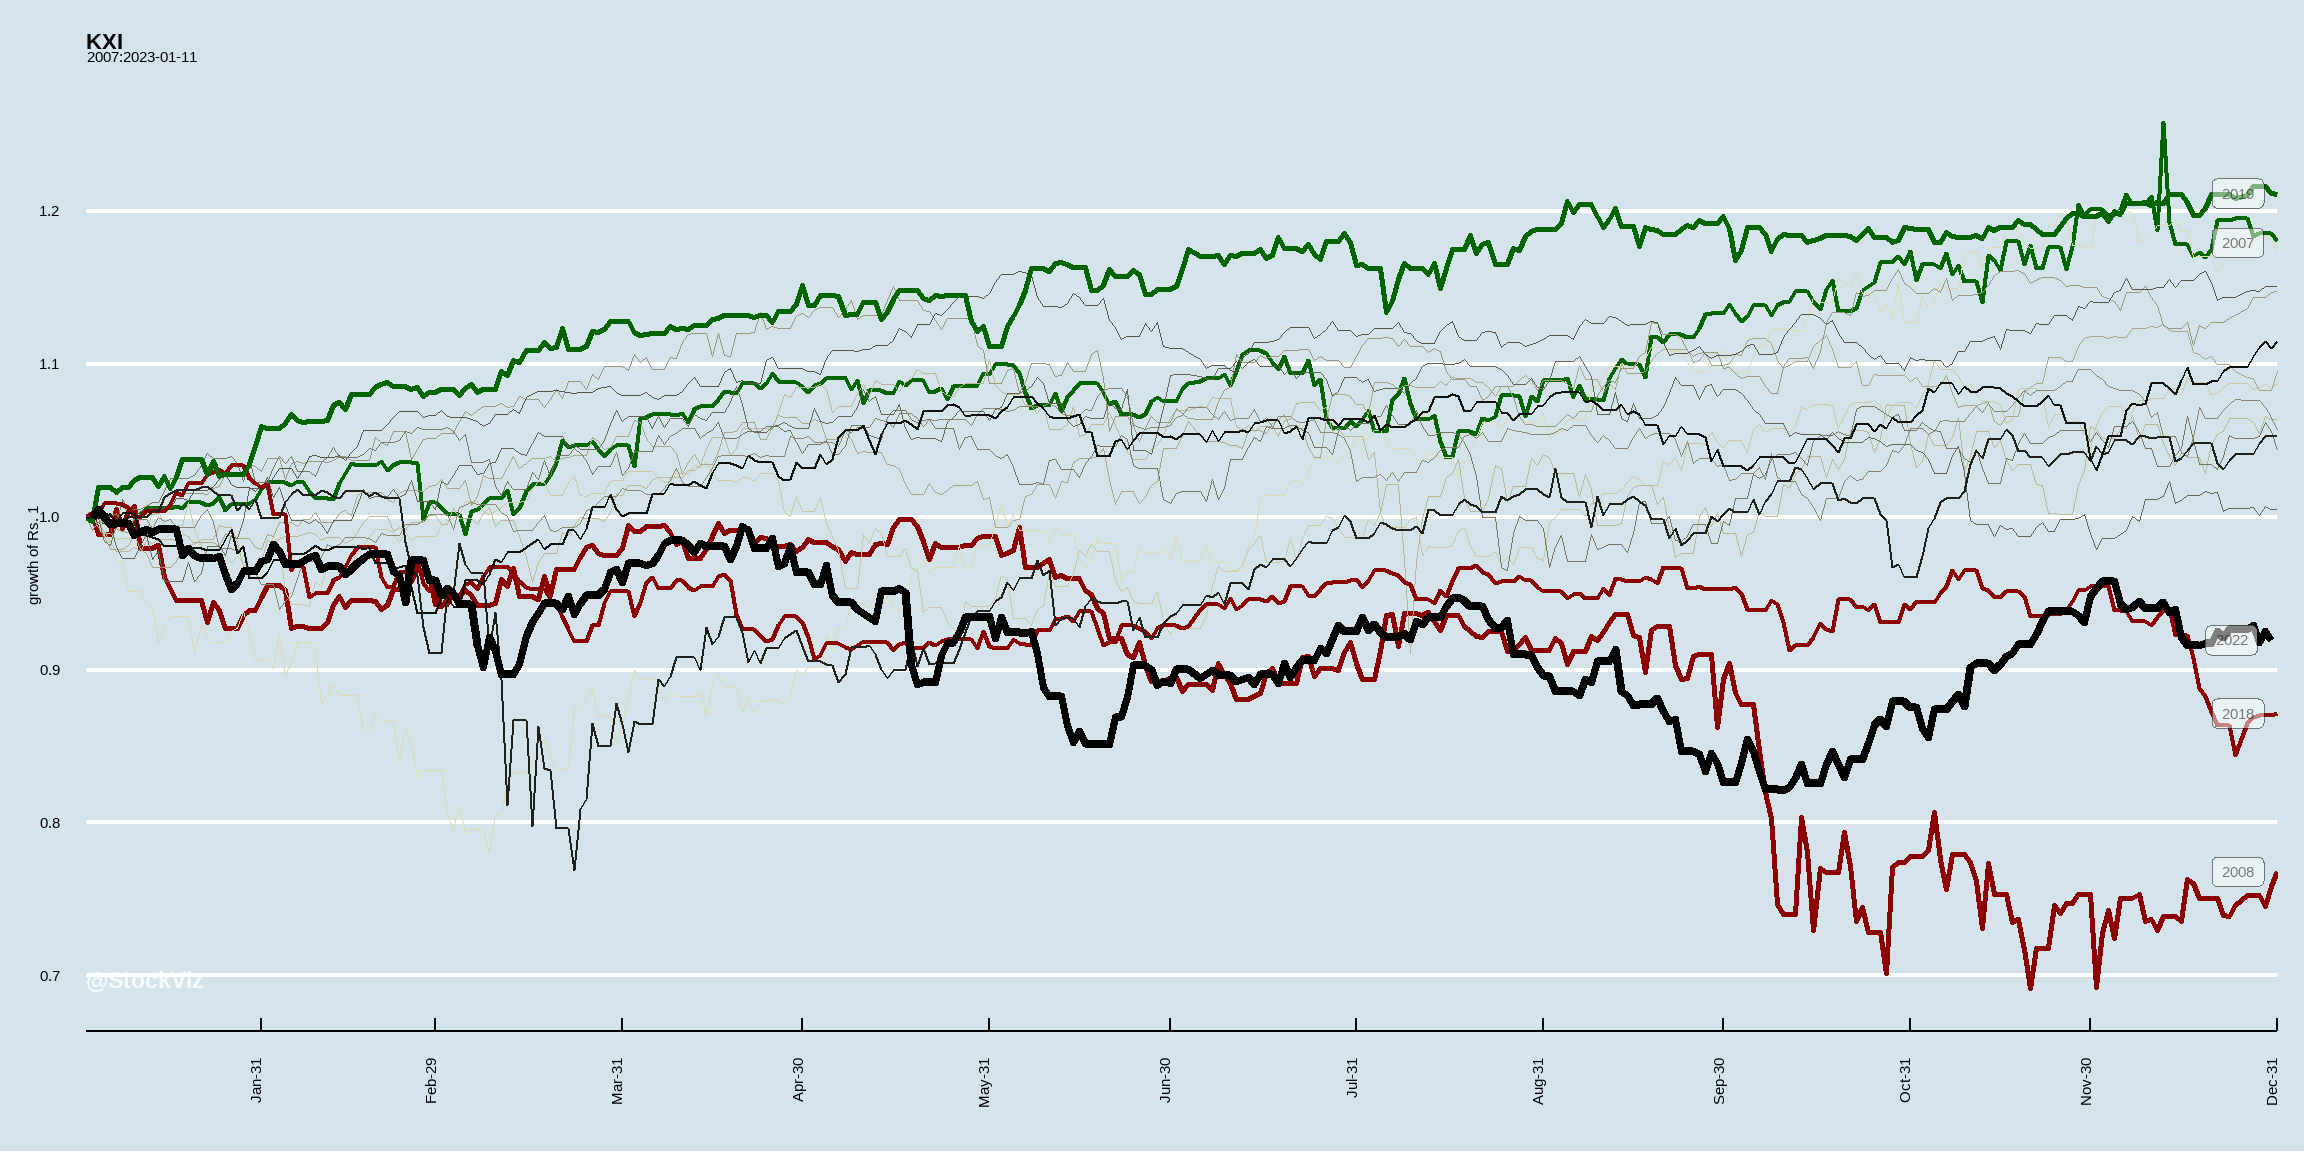 KXI
2007:2023-01-11
growth of Rs. 1
1.2
1.1
1.0
0.9
0.8
0.7
2019
2007
2022
2018
2008
@StockViz
Jan-31
Feb-29
Mar-31
Apr-30
May-31
Jun-30
Jul-31
Aug-31
Sep-30
Oct-31
Nov-30
Dec-31